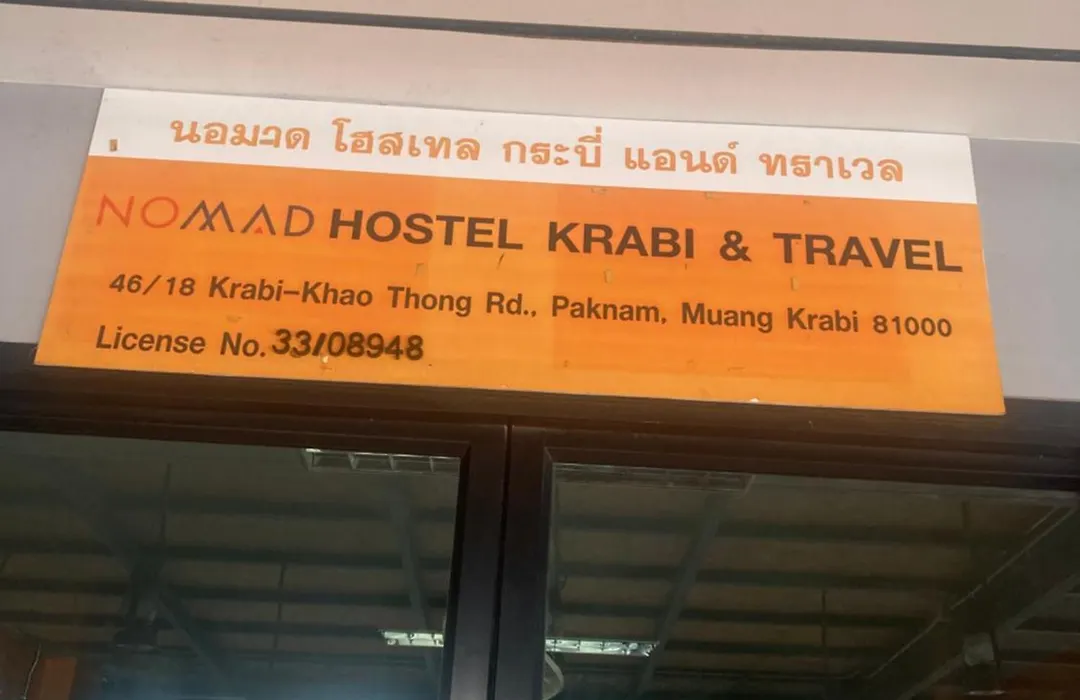 นอมาด โฮสเทล กระบี่ แอนด์ ทราเวล
NOMAD HOSTEL KRABI & TRAVEL
46/18 Krabi-Khao Thong Rd., Paknam, Muang Krabi 81000
License No. 33/08948